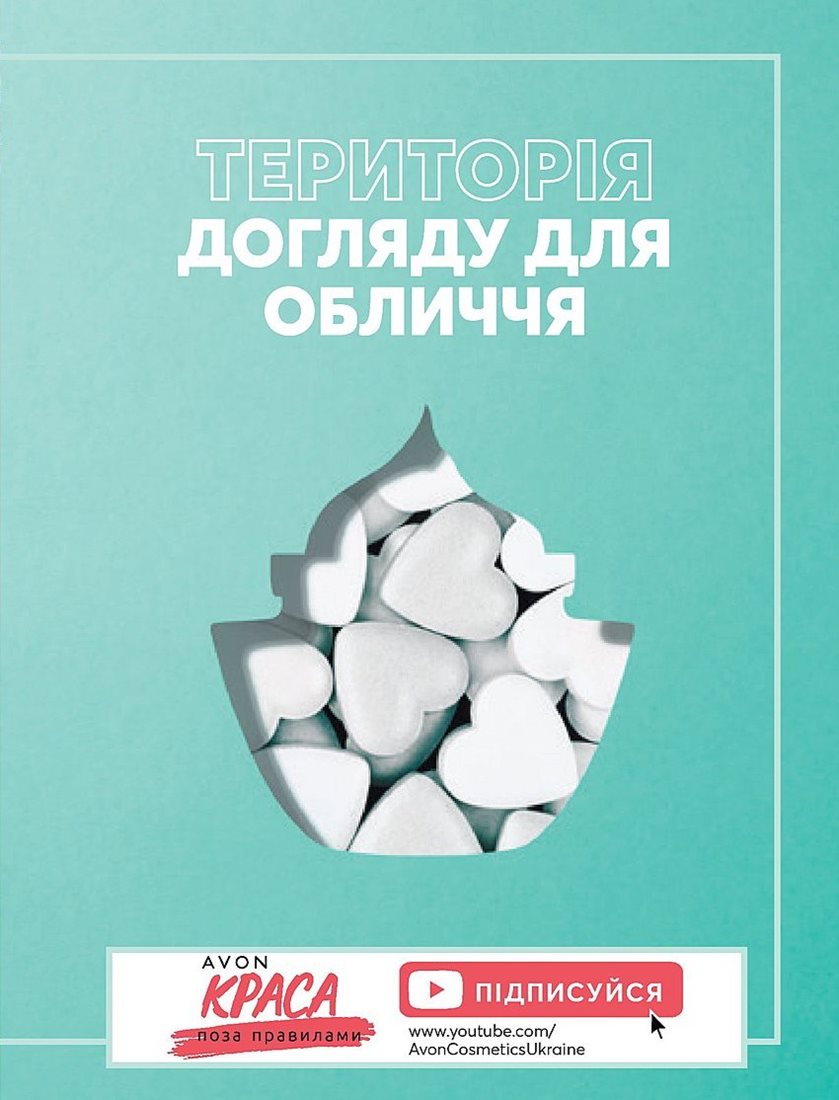 ТЕРИТОРІЯ
ДОГЛЯДУ ДЛЯ
ОБЛИЧЧЯ
AVON
КРАСА
поза правилами
ПІДПИСУЙСЯ
www.youtube.com/
AvonCosmeticsUkraine